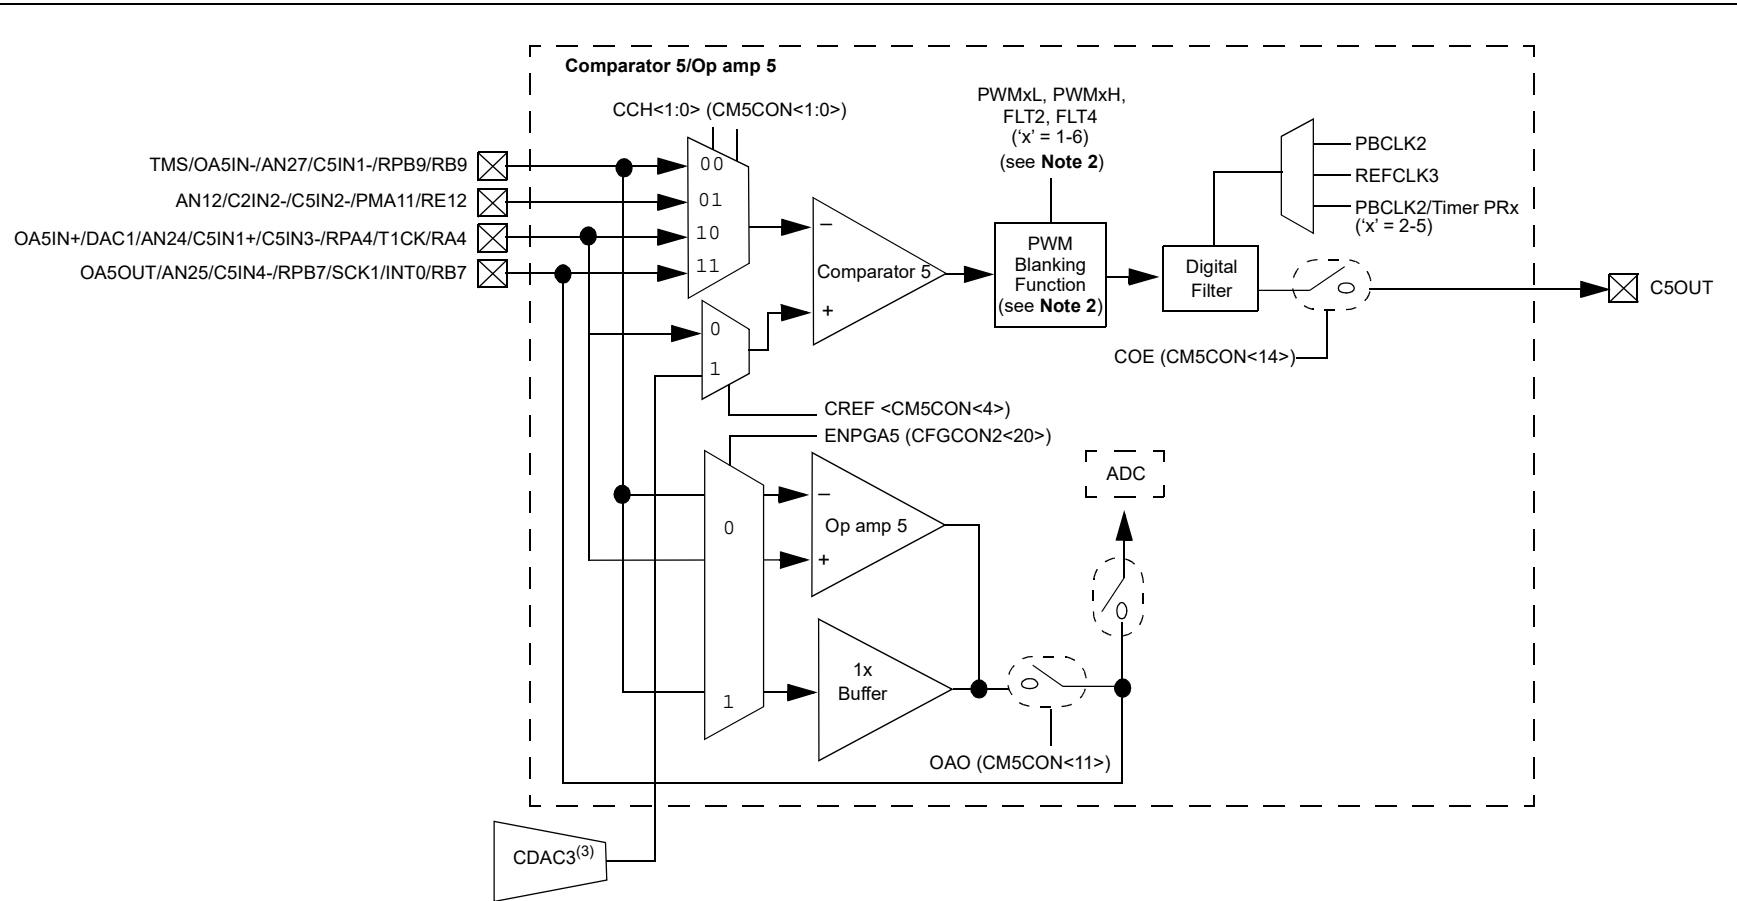 Comparator 5/Op amp 5
CCH<1:0> (CM5CON<1:0>)
PWMxL, PWMxH,
FLT2, FLT4
(‘x’ = 1-6)
(see Note 2)
PBCLK2
REFCLK3
PBCLK2/Timer PRx
(‘x’ = 2-5)
TMS/OA5IN-/AN27/C5IN1-/RPB9/RB9
AN12/C2IN2-/C5IN2-/PMA11/RE12
OA5IN+/DAC1/AN24/C5IN1+/C5IN3-/RPA4/T1CK/RA4
OA5OUT/AN25/C5IN4-/RPB7/SCK1/INT0/RB7
00
01
10
11
–
Comparator 5
+
PWM
Blanking
Function
(see Note 2)
Digital
Filter
C5OUT
COE (CM5CON<14>)
0
1
CREF <CM5CON<4>)
ENPGA5 (CFGCON2<20>)
ADC
0
1
–
Op amp 5
+
1x
Buffer
OAO (CM5CON<11>)
CDAC3(3)